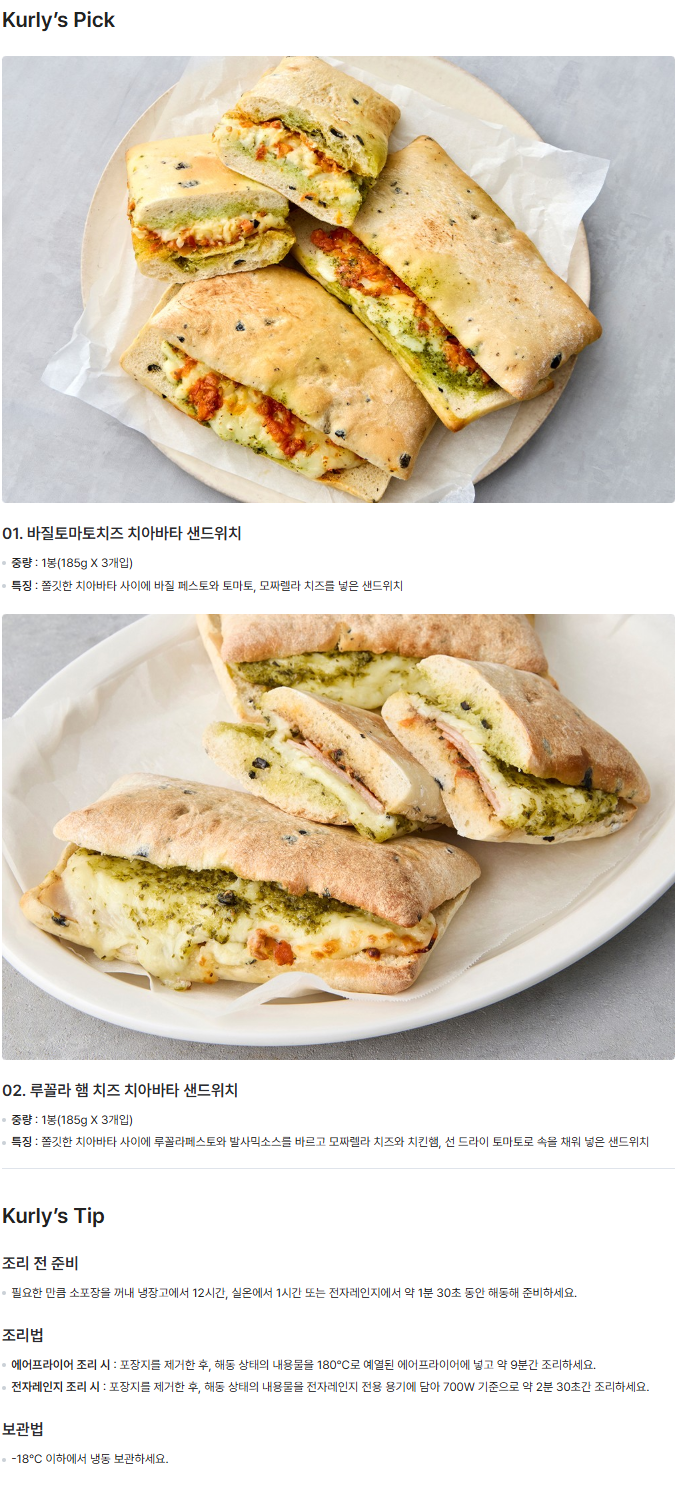 Kurly’s Pick
01. 바질토마토치즈 치아바타 샌드위치
중량 : 1봉(185g X 3개입)
특징 : 쫄깃한 치아바타 사이에 바질 페스토와 토마토, 모짜렐라 치즈를 넣은 샌드위치
02. 루꼴라 햄 치즈 치아바타 샌드위치
중량 : 1봉(185g X 3개입)
특징 : 쫄깃한 치아바타 사이에 루꼴라페스토와 발사믹소스를 바르고 모짜렐라 치즈와 치킨햄, 선 드라이 토마토로 속을 채워 넣은 샌드위치
Kurly’s Tip
조리 전 준비
필요한 만큼 소포장을 꺼내 냉장고에서 12시간, 실온에서 1시간 또는 전자레인지에서 약 1분 30초 동안 해동해 준비하세요.
조리법
에어프라이어 조리 시 : 포장지를 제거한 후, 해동 상태의 내용물을 180℃로 예열된 에어프라이어에 넣고 약 9분간 조리하세요.
전자레인지 조리 시 : 포장지를 제거한 후, 해동 상태의 내용물을 전자레인지 전용 용기에 담아 700W 기준으로 약 2분 30초간 조리하세요.
보관법
-18℃ 이하에서 냉동 보관하세요.